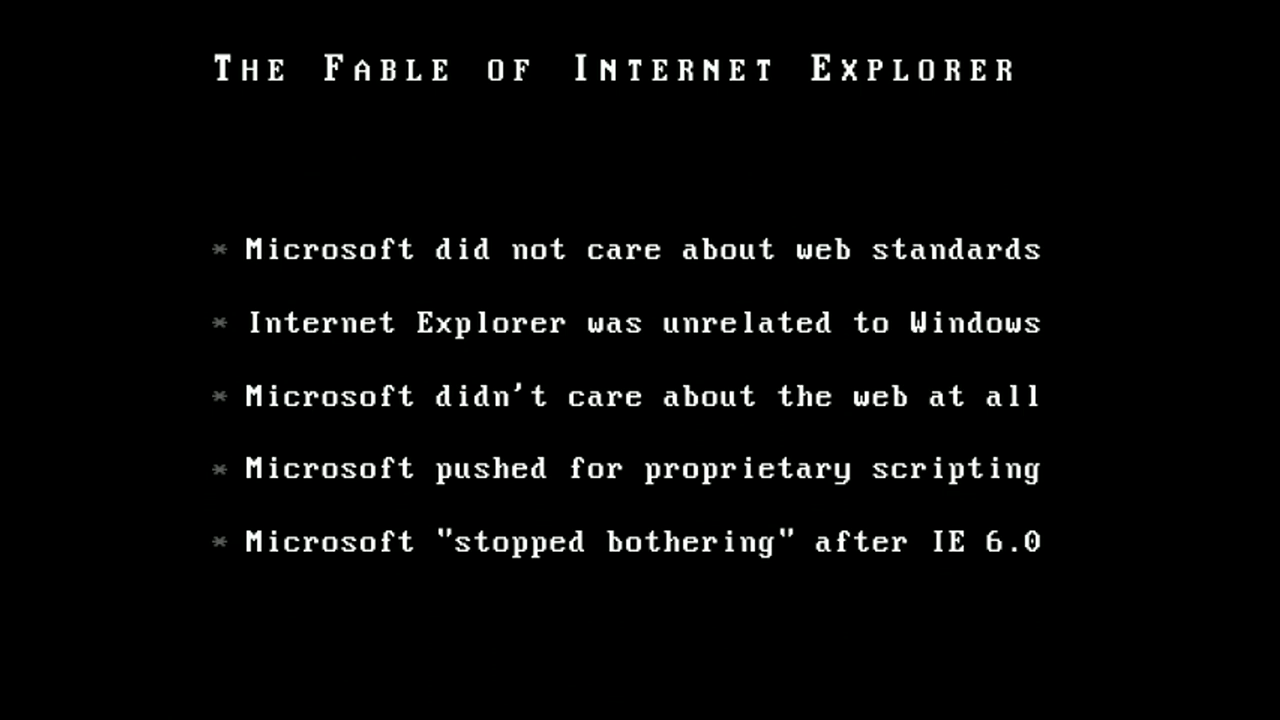 The Fable of Internet Explorer
* Microsoft did not care about web standards
* Internet Explorer was unrelated to Windows
* Microsoft didn't care about the web at all
* Microsoft pushed for proprietary scripting
* Microsoft "stopped bothering" after IE 6.0